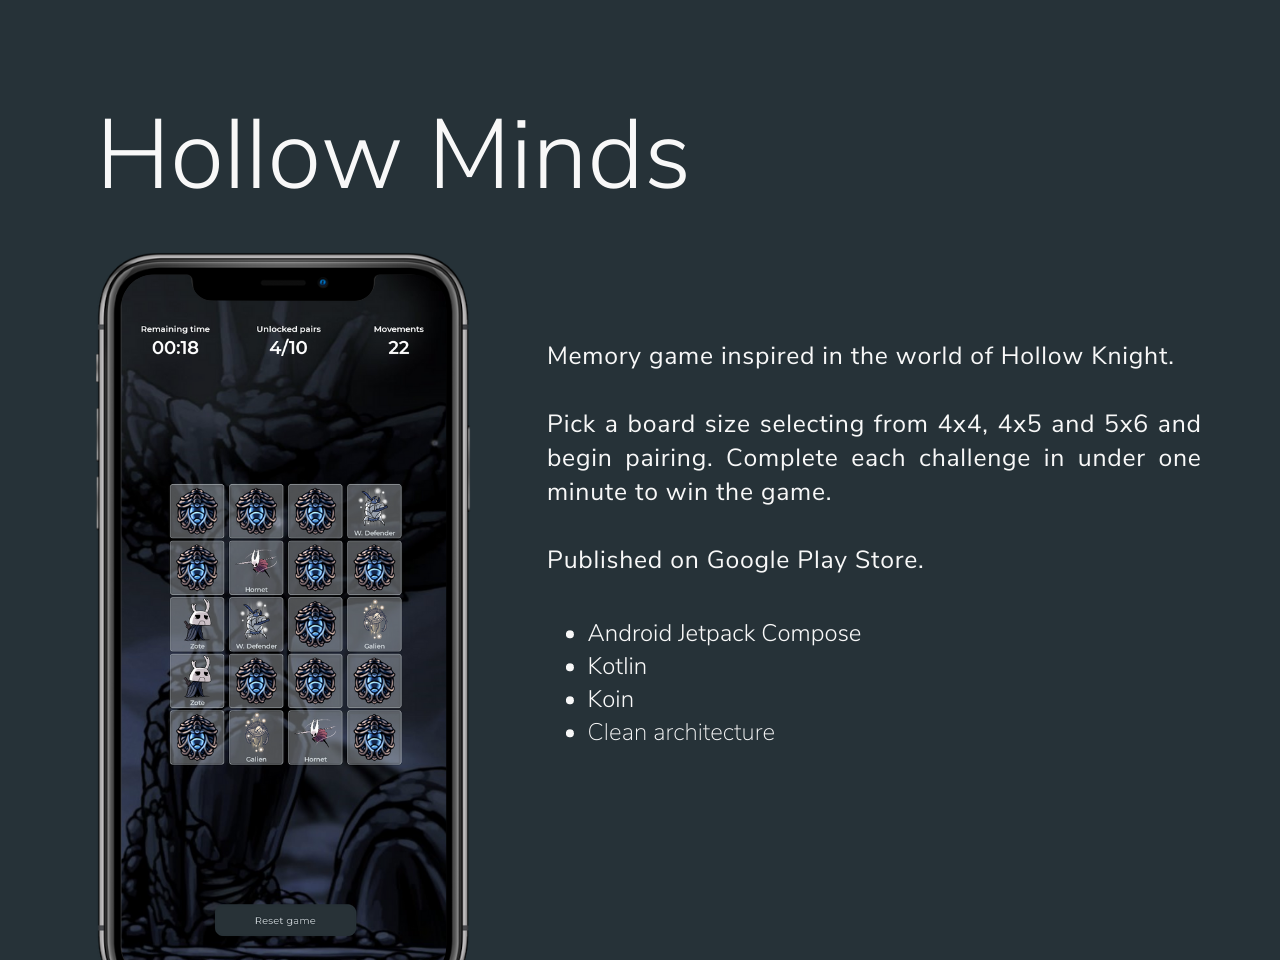 Hollow Minds
Remaining time
Unlocked pairs
Movements
00:18
4/10
22
W. Defender
Hornet
Zote
W. Defender
Galien
Zote
Galien
Hornet
Reset game
Memory game inspired in the world of Hollow Knight.
Pick a board size selecting from 4x4, 4x5 and 5x6 and
begin pairing. Complete each challenge in under one
minute to win the game.
Published on Google Play Store.
• Android Jetpack Compose
• Kotlin
• Koin
• Clean architecture